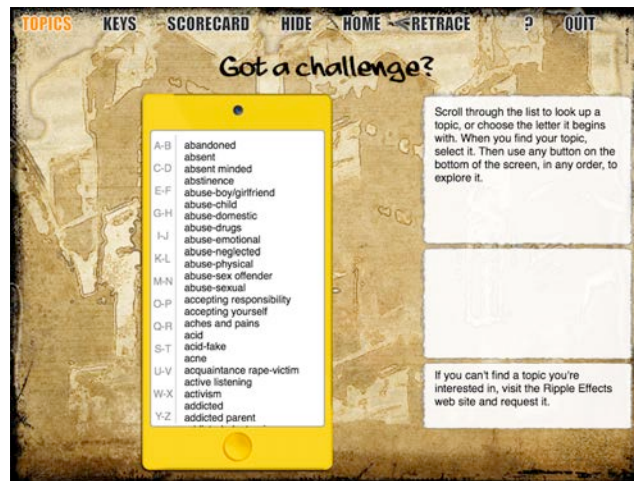 TOPICS KEYS SCORECARD HIDE HOME RETRACE ? QUIT
Got a challenge?
A-B
C-D
E-F
G-H
I-J
K-L
M-N
O-P
Q-R
S-T
U-V
W-X
Y-Z
abandoned
absent
absent minded
abstinence
abuse-boy/girlfriend
abuse-child
abuse-domestic
abuse-drugs
abuse-emotional
abuse-neglected
abuse-physical
abuse-sex offender
abuse-sexual
accepting responsibility
accepting yourself
aches and pains
acid
acid-fake
acne
acquaintance rape-victim
active listening
activism
addicted
addicted parent
Scroll through the list to look up a
topic, or choose the letter it begins
with. When you find your topic,
select it. Then use any button on the
bottom of the screen, in any order, to
explore it.
If you can't find a topic you're
interested in, visit the Ripple Effects
web site and request it.